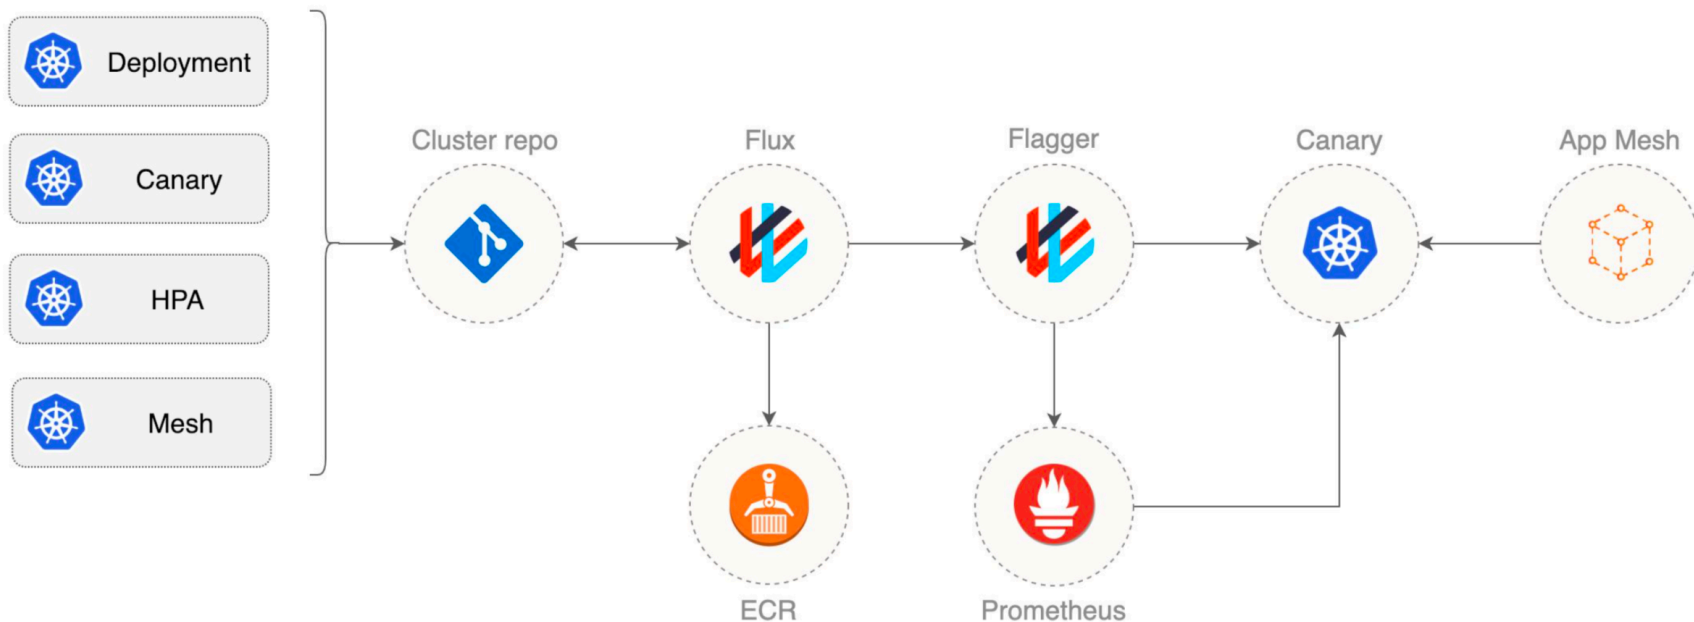 Deployment
Canary
HPA
Mesh
Cluster repo
Flux
Flagger
Canary
App Mesh
ECR
Prometheus